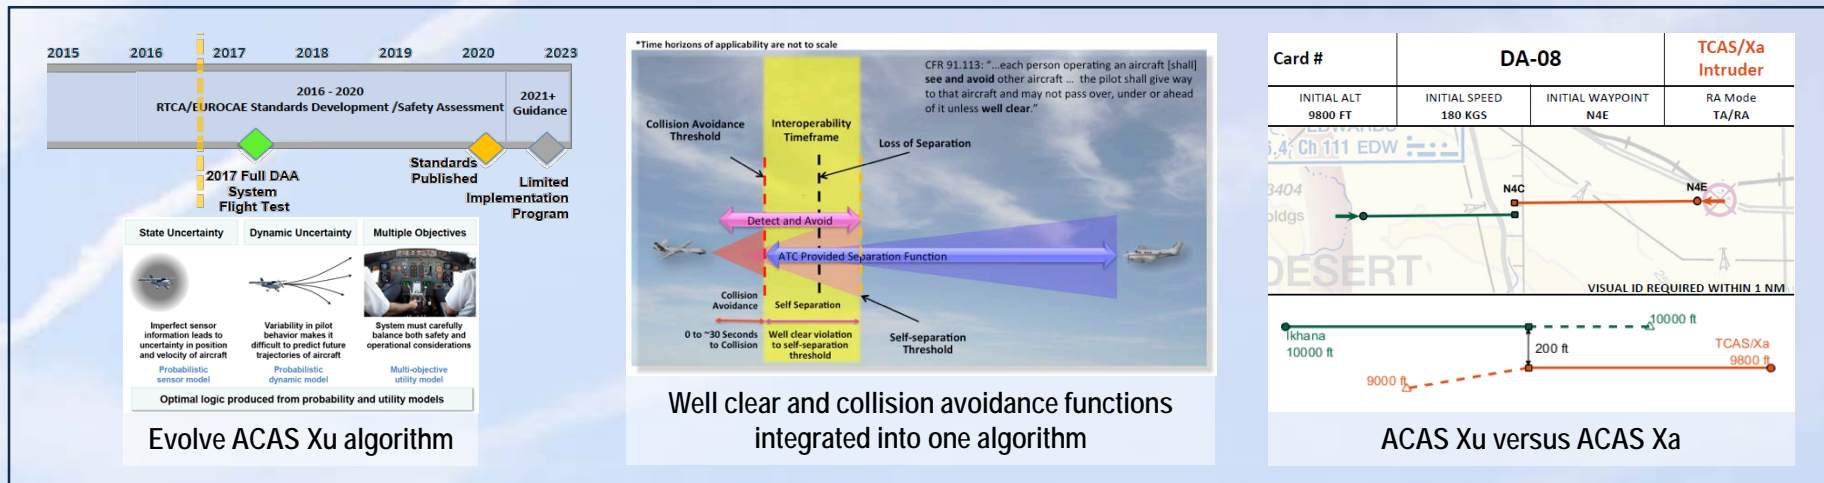 2015 2016 2017 2018 2019 2020 2023
2016 - 2020
RTCA/EUROCAE Standards Development /Safety Assessment
2021+
Guidance
2017 Full DAA
System
Flight Test
Standards
Published
Limited
Implementation
Program
State Uncertainty
Dynamic Uncertainty
Multiple Objectives
Imperfect sensor
information leads to
uncertainty in position
and velocity of aircraft
Variability in pilot
behavior makes it
difficult to predict future
trajectories of aircraft
System must carefully
balance both safety and
operational considerations
Probabilistic
sensor model
Probabilistic
dynamic model
Multi-objective
utility model
Optimal logic produced from probability and utility models
Evolve ACAS Xu algorithm
*Time horizons of applicability are not to scale
CFR 91.113: “...each person operating an aircraft [shall]
see and avoid other aircraft ... the pilot shall give way
to that aircraft and may not pass over, under or ahead
of it unless well clear.”
Collision Avoidance
Threshold
Interoperability
Timeframe
Loss of Separation
Detect and Avoid
ATC Provided Separation Function
Collision
Avoidance
Self Separation
0 to ~30 Seconds
to Collision
Well clear violation
to self-separation
threshold
Self-separation
Threshold
Well clear and collision avoidance functions
integrated into one algorithm
Card #
DA-08
TCAS/Xa
Intruder
INITIAL ALT
9800 FT
INITIAL SPEED
180 KGS
INITIAL WAYPOINT
N4E
RA Mode
TA/RA
EDWARDS
6.4 Ch 111 EDW
3404
bldgs
N4C
N4E
DESERT
VISUAL ID REQUIRED WITHIN 1 NM
Ikhana
10000 ft
10000 ft
200 ft
TCAS/Xa
9800 ft
9000 ft
ACAS Xu versus ACAS Xa